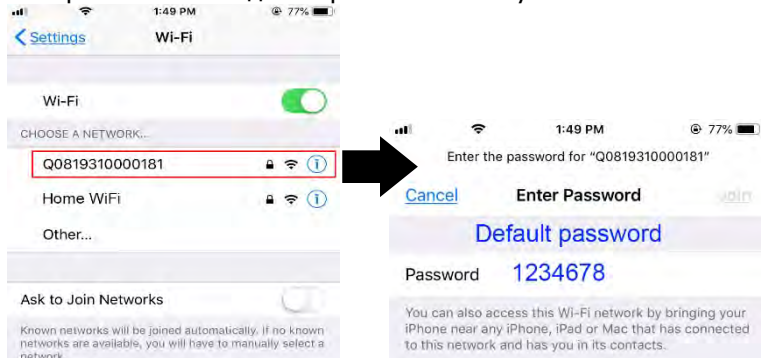 1:49 PM 77%
Settings Wi-Fi
Wi-Fi
CHOOSE A NETWORK...
Q0819310000181
Home WiFi
Other...
Ask to Join Networks
Known networks will be joined automatically. If no known
networks are available, you will have to manually select a
network.
1:49 PM 77%
Enter the password for "Q0819310000181"
Cancel Enter Password Join
Default password
Password 1234678
You can also access this Wi-Fi network by bringing your
iPhone near any iPhone, iPad or Mac that has connected
to this network and has you in its contacts.